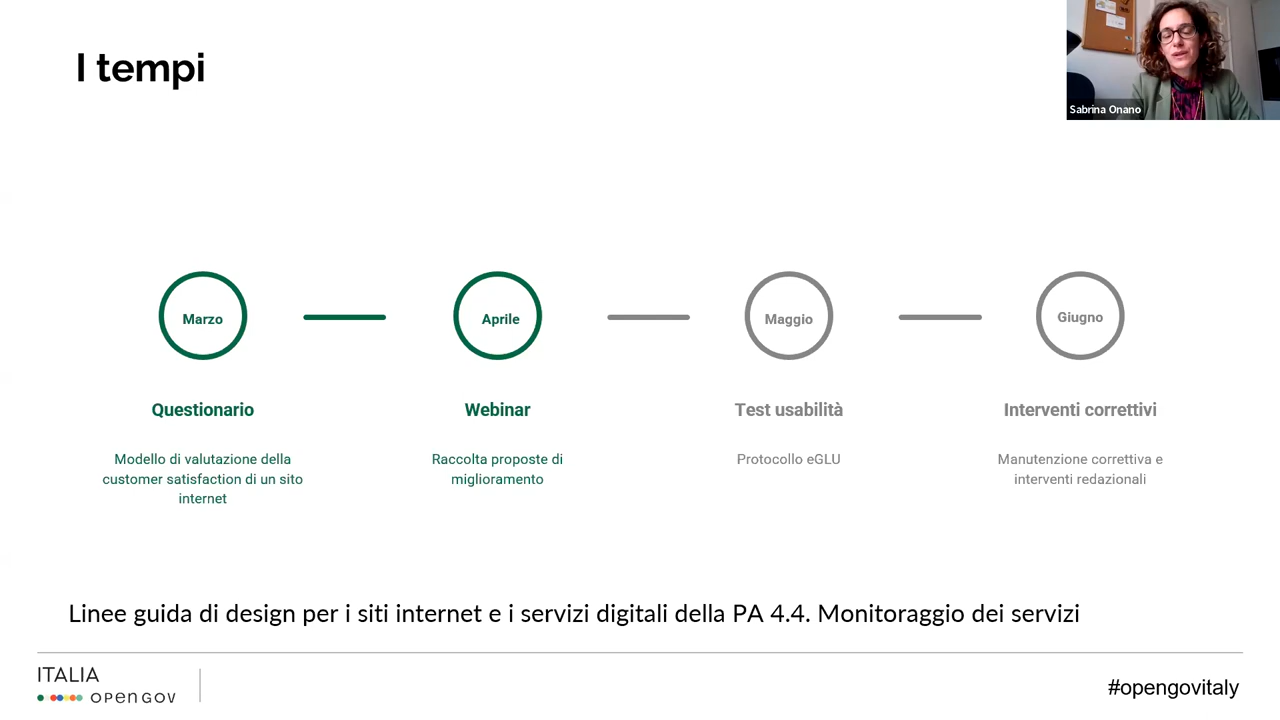 I tempi
Sabrina Onano
Marzo
Aprile
Maggio
Giugno
Questionario
Webinar
Test usabilità
Interventi correttivi
Modello di valutazione della
customer satisfaction di un sito
internet
Raccolta proposte di
miglioramento
Protocollo eGLU
Manutenzione correttiva e
interventi redazionali
Linee guida di design per i siti internet e i servizi digitali della PA 4.4. Monitoraggio dei servizi
ITALIA
OPEN GOV
#opengovitaly